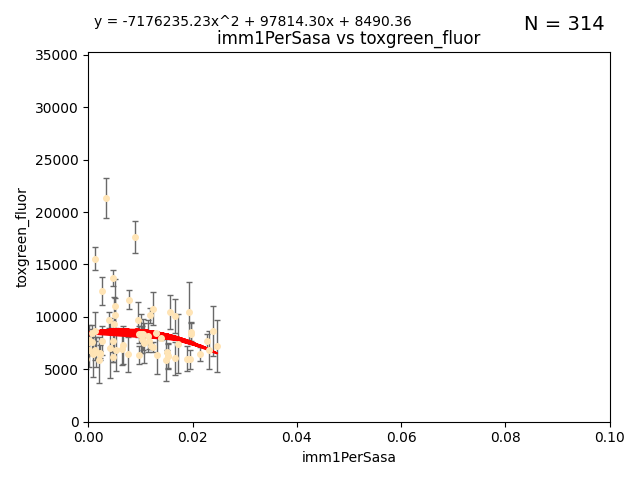 y = -7176235.23x^2 + 97814.30x + 8490.36
N = 314
imm1PerSasa vs toxgreen_fluor
35000
30000
25000
20000
15000
10000
5000
0
toxgreen_fluor
0.00 0.02 0.04 0.06 0.08 0.10
imm1PerSasa